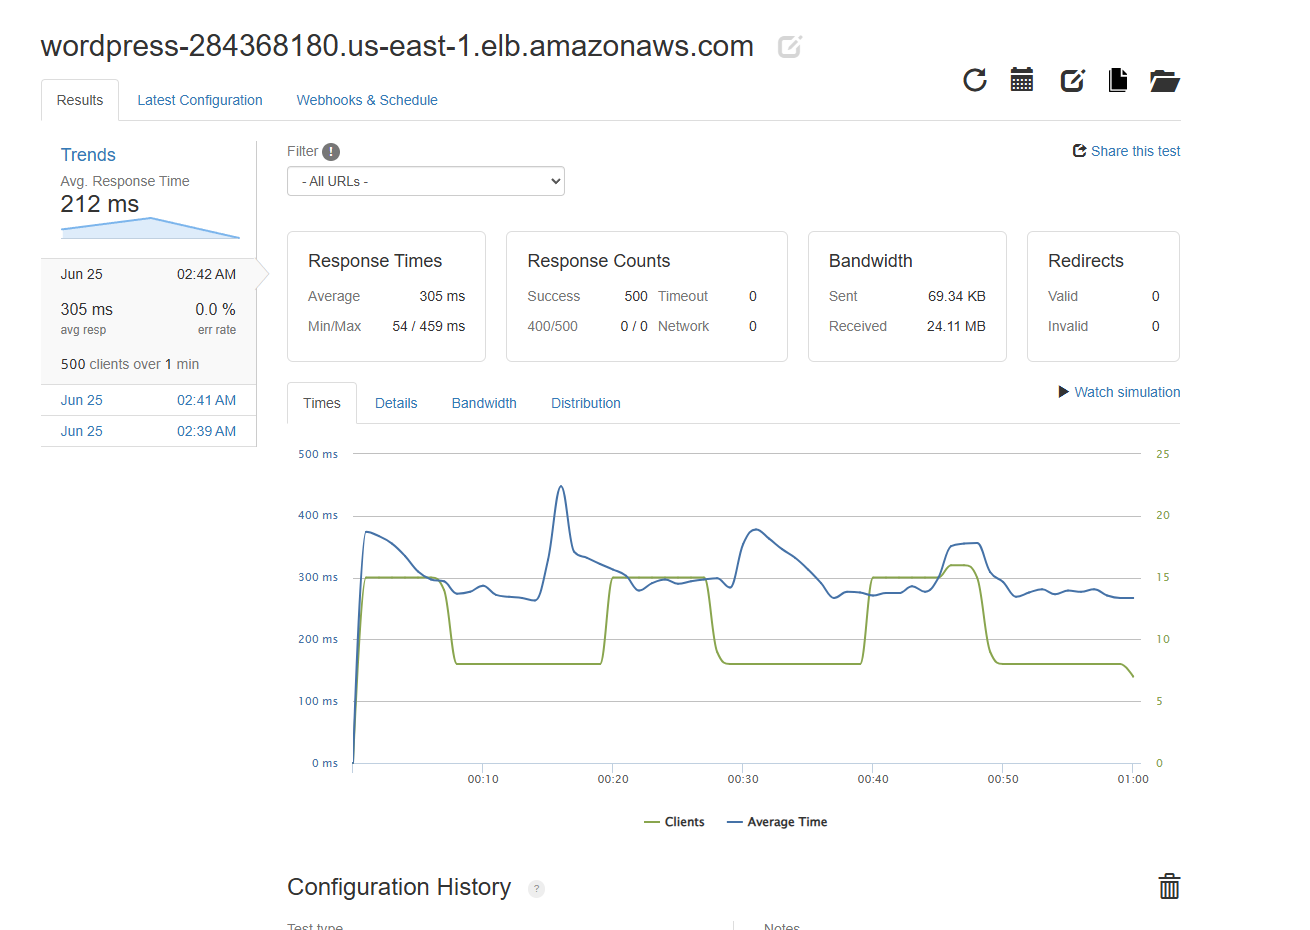 wordpress-284368180.us-east-1.elb.amazonaws.com
Results Latest Configuration Webhooks & Schedule
Trends
Avg. Response Time
212 ms
Jun 25 02:42 AM
305 ms 0.0 %
avg resp err rate
500 clients over 1 min
Jun 25 02:41 AM
Jun 25 02:39 AM
Filter !
Share this test
- All URLs -
Response Times
Average 305 ms
Min/Max 54 / 459 ms
Response Counts
Success 500 Timeout 0
400/500 0 / 0 Network 0
Bandwidth
Sent 69.34 KB
Received 24.11 MB
Redirects
Valid 0
Invalid 0
Times Details Bandwidth Distribution
Watch simulation
500 ms 25
400 ms 20
300 ms 15
200 ms 10
100 ms 5
0 ms 0
00:10 00:20 00:30 00:40 00:50 01:00
Clients Average Time
Configuration History ?
Test type Notes